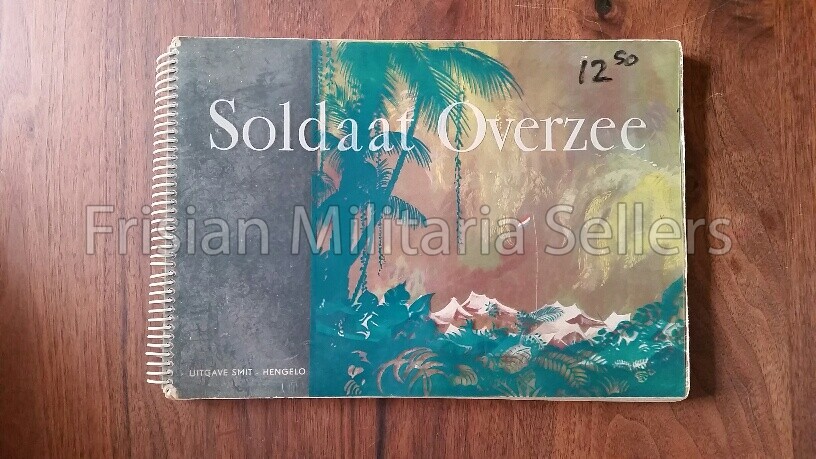 12 50
Soldaat Overzee
Frisian Militaria Sellers
UITGAVE SMIT - HENGELO